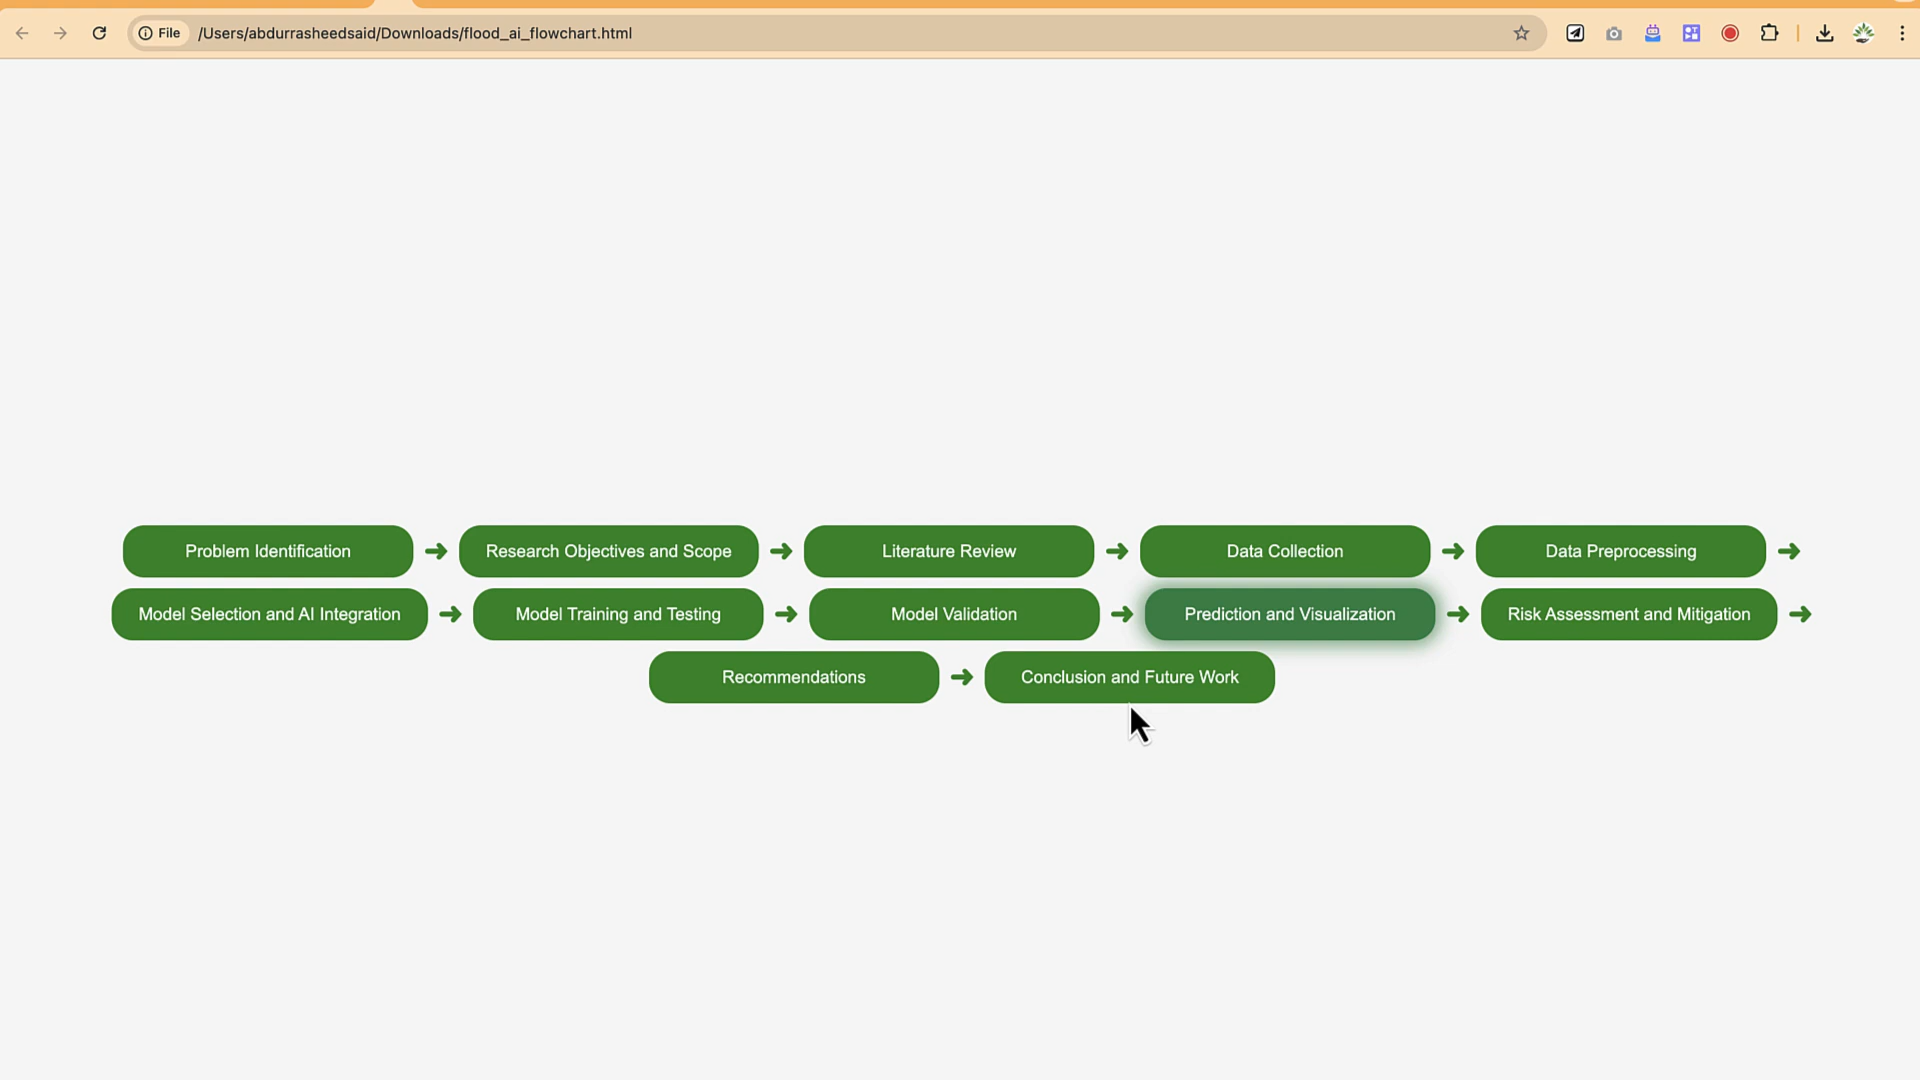 File /Users/abdurrasheedsaid/Downloads/flood_ai_flowchart.html
Problem Identification ➜ Research Objectives and Scope ➜ Literature Review ➜ Data Collection ➜ Data Preprocessing ➜
Model Selection and AI Integration ➜ Model Training and Testing ➜ Model Validation ➜ Prediction and Visualization ➜ Risk Assessment and Mitigation ➜
Recommendations ➜ Conclusion and Future Work